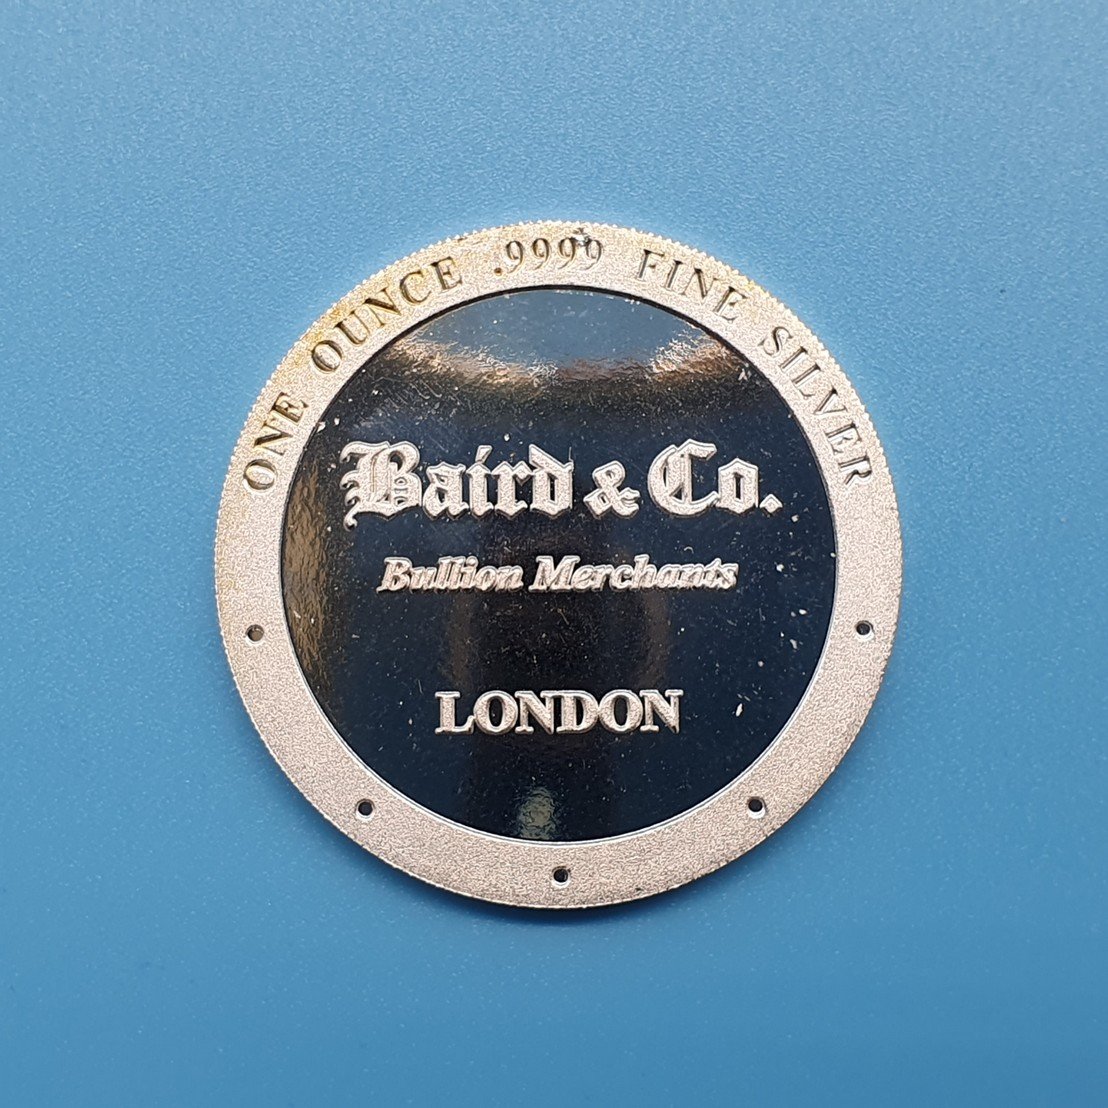 ONE OUNCE .9999 FINE SILVER
Baird & Co.
Bullion Merchants
LONDON